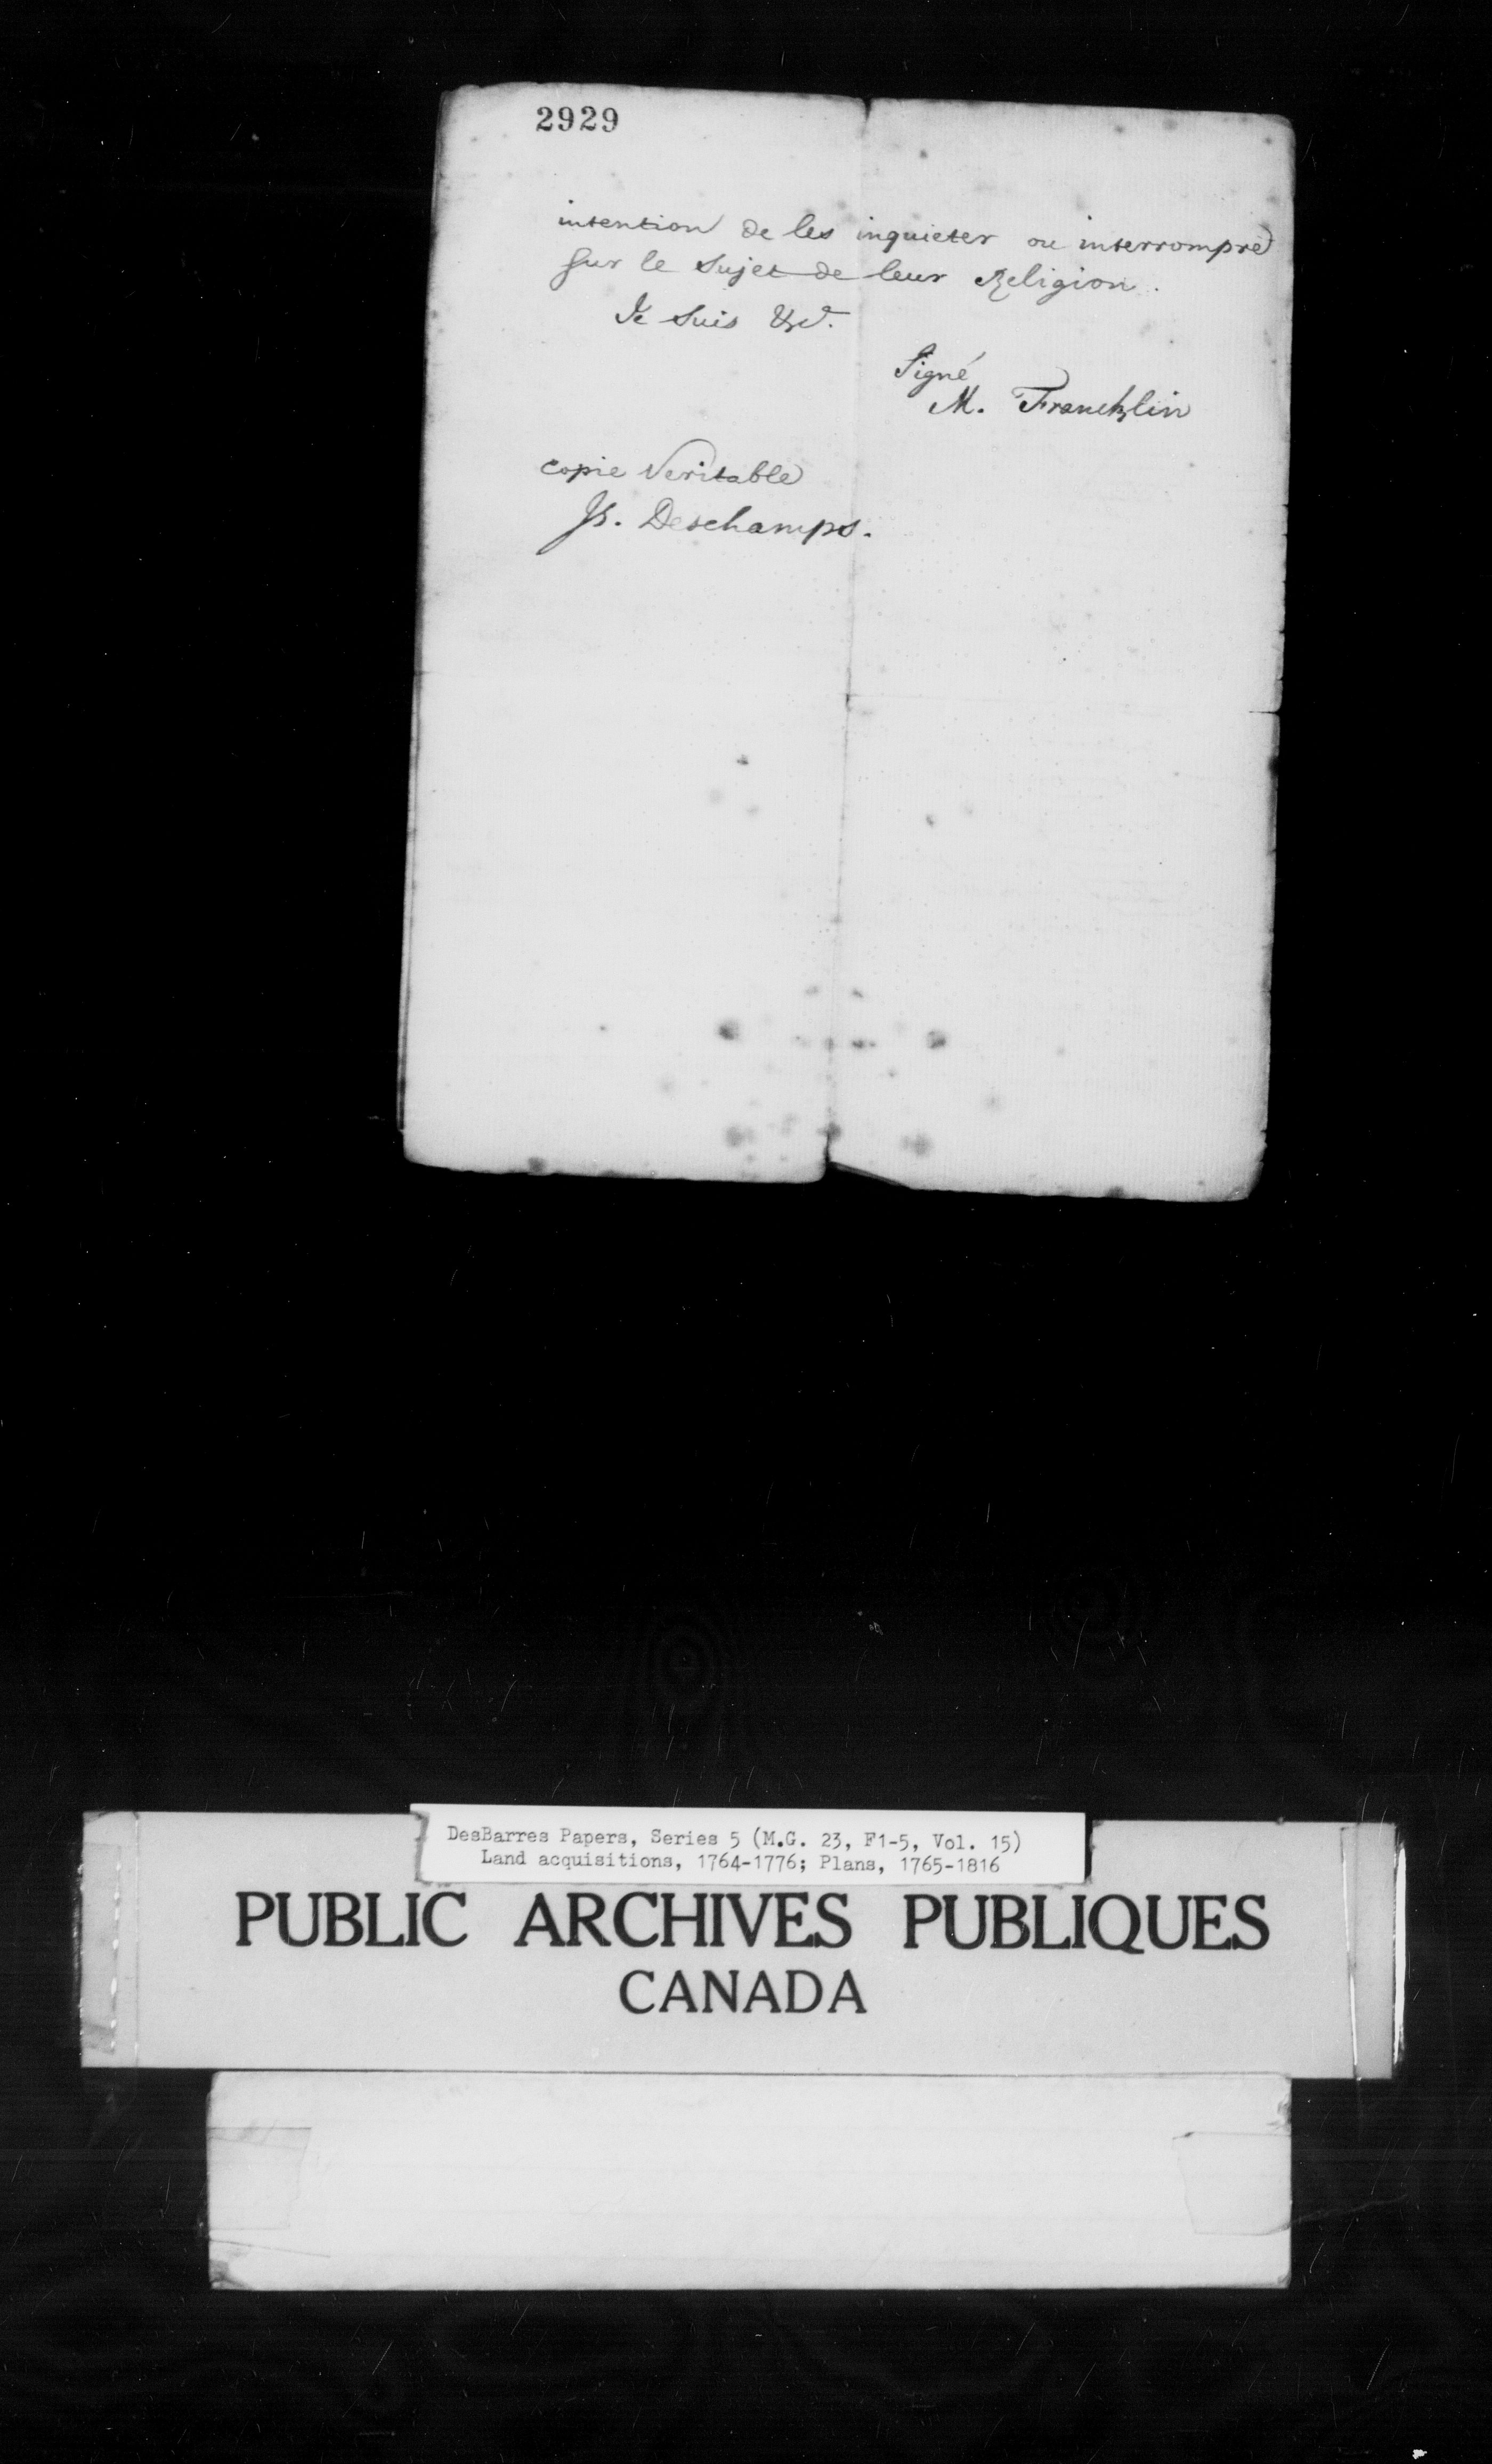 2929
intention de les inquieter ou interrompre
sur le Sujet de leur Religion.
Je Suis &c.
Signé
M. Francklin
copie Veritable
Js. Deschamps.
DesBarres Papers, Series 5 (M.G. 23, F1-5, Vol. 15)
Land acquisitions, 1764-1776; Plans, 1765-1816
PUBLIC ARCHIVES PUBLIQUES
CANADA